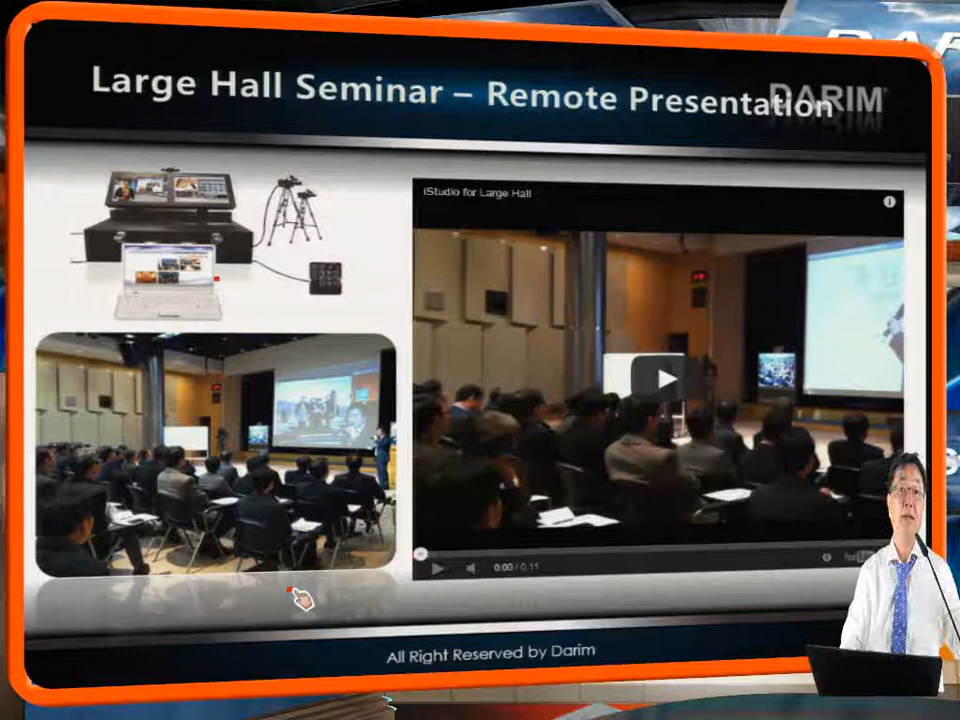 Large Hall Seminar – Remote Presentation
DARIM
iStudio for Large Hall
0:00 / 0:11
All Right Reserved by Darim